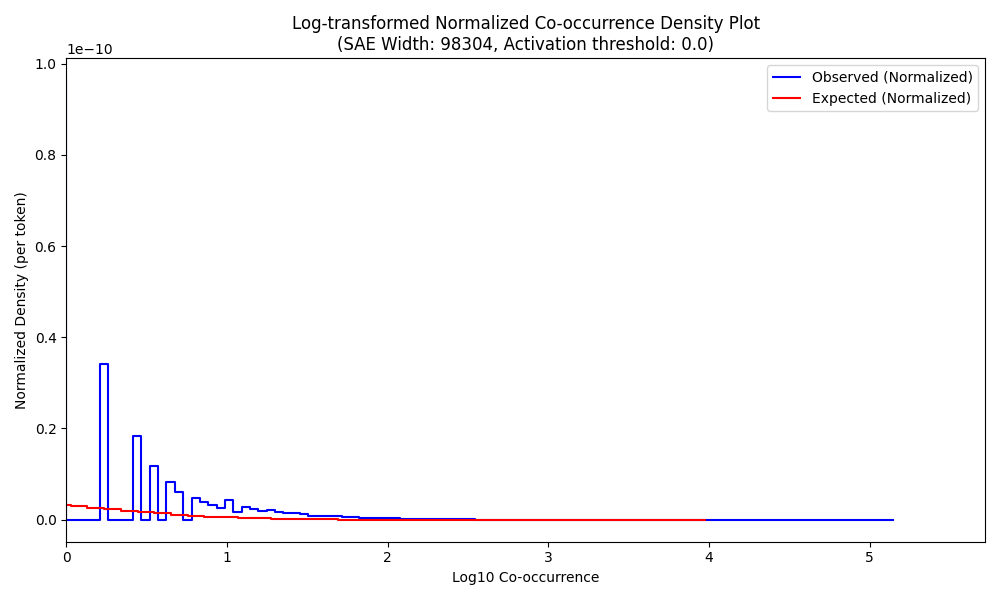 Log-transformed Normalized Co-occurrence Density Plot
(SAE Width: 98304, Activation threshold: 0.0)
1e−10
1.0
0.8
0.6
0.4
0.2
0.0
Normalized Density (per token)
Observed (Normalized)
Expected (Normalized)
0 1 2 3 4 5
Log10 Co-occurrence